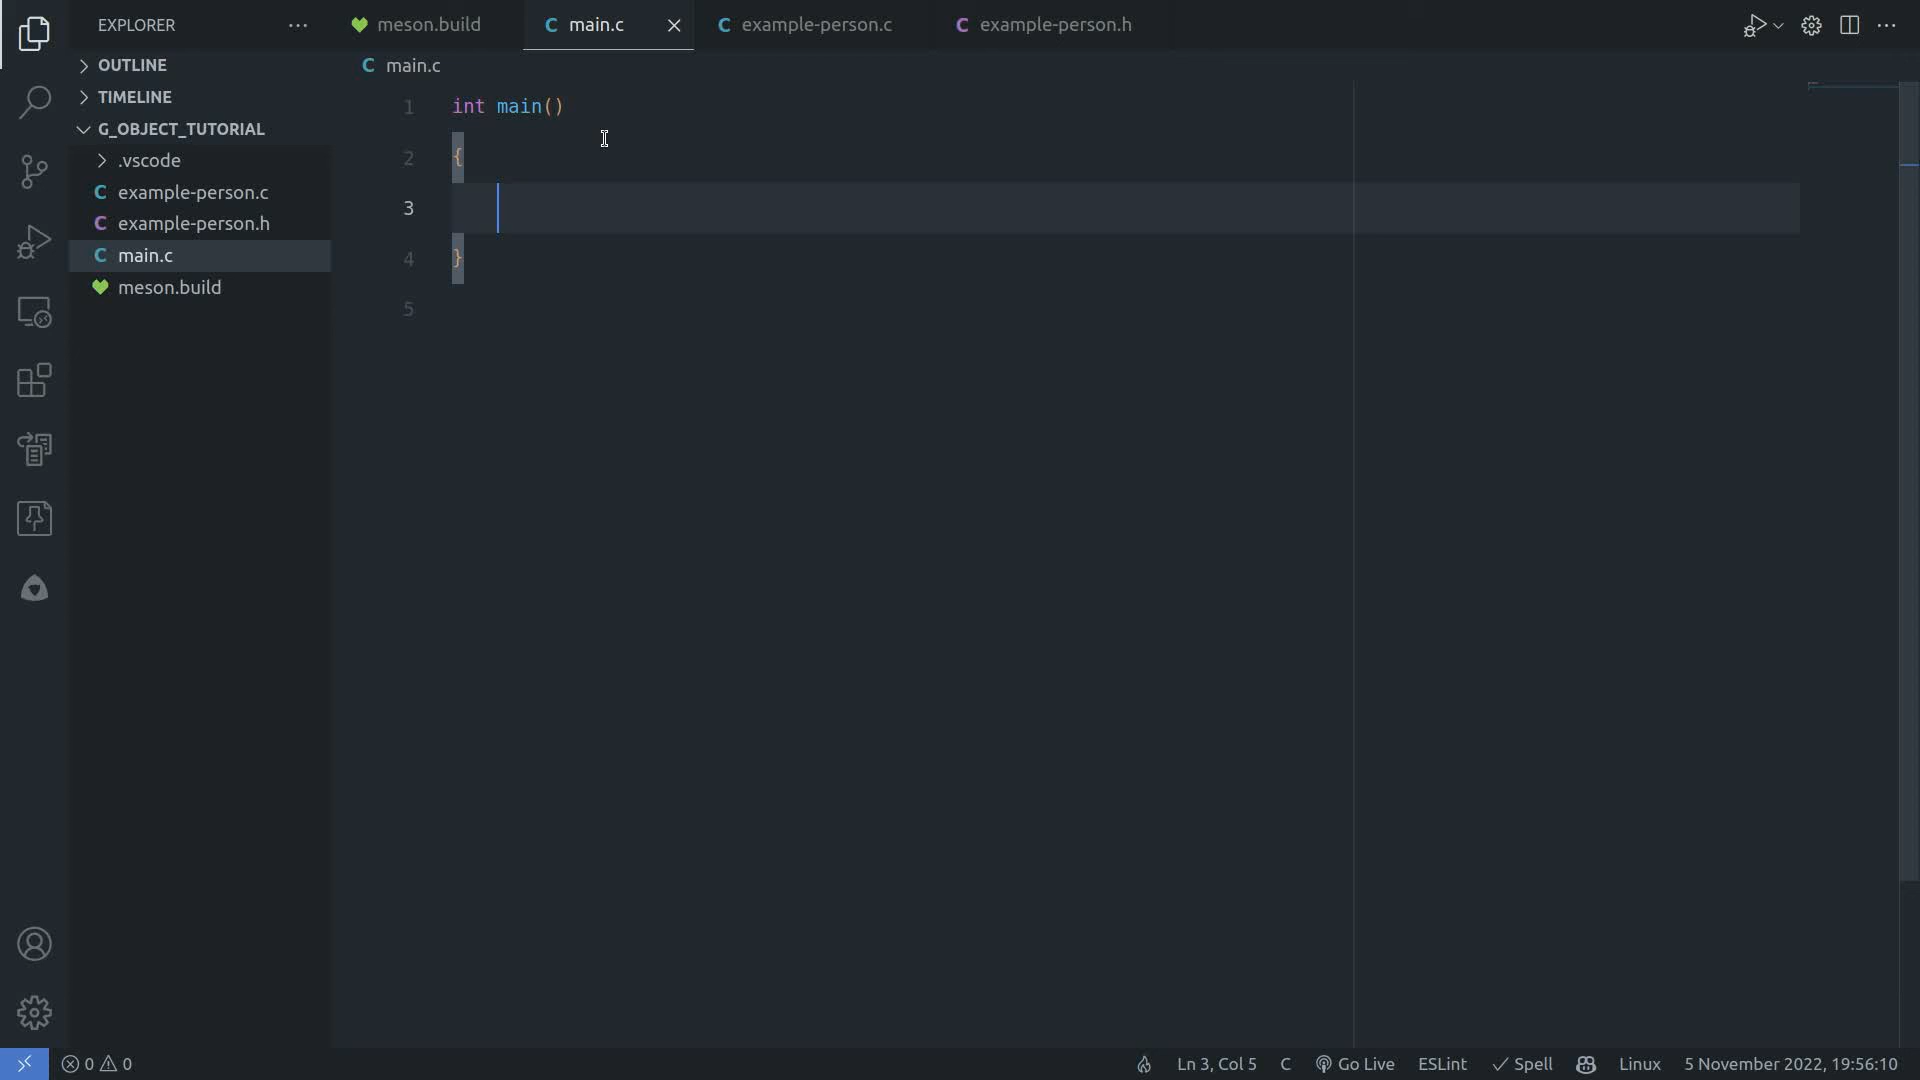 EXPLORER
OUTLINE
TIMELINE
G_OBJECT_TUTORIAL
.vscode
C example-person.c
C example-person.h
C main.c
meson.build
meson.build
C main.c
C example-person.c
C example-person.h
C main.c
1 int main()
2 {
3
4 }
5
0 0
Ln 3, Col 5
C
Go Live
ESLint
Spell
Linux
5 November 2022, 19:56:10